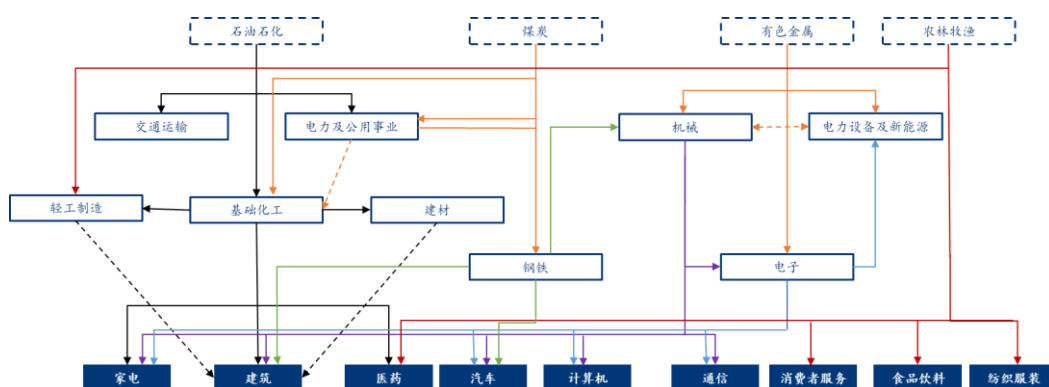 石油石化
煤炭
有色金属
农林牧渔
交通运输
电力及公用事业
机械
电力设备及新能源
轻工制造
基础化工
建材
钢铁
电子
家电
建筑
医药
汽车
计算机
通信
消费者服务
食品饮料
纺织服装